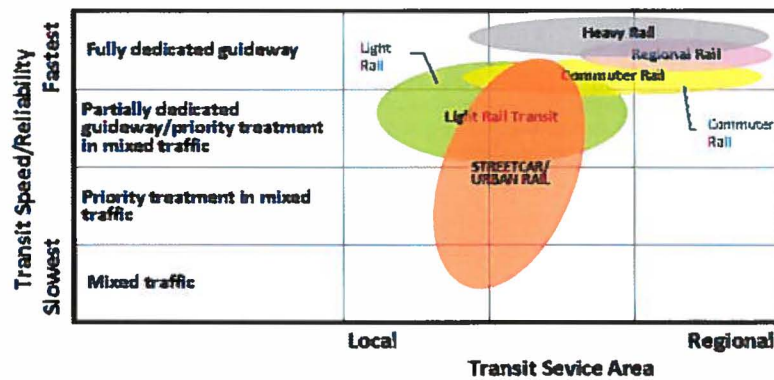 Transit Speed/Reliability
Fastest
Slowest
Fully dedicated guideway
Partially dedicated
guideway/priority treatment
in mixed traffic
Priority treatment in mixed
traffic
Mixed traffic
Light
Rail
Heavy Rail
Regional Rail
Commuter Rail
Light Rail Transit
Commuter
Rail
STREETCAR/
URBAN RAIL
Local
Regional
Transit Sevice Area